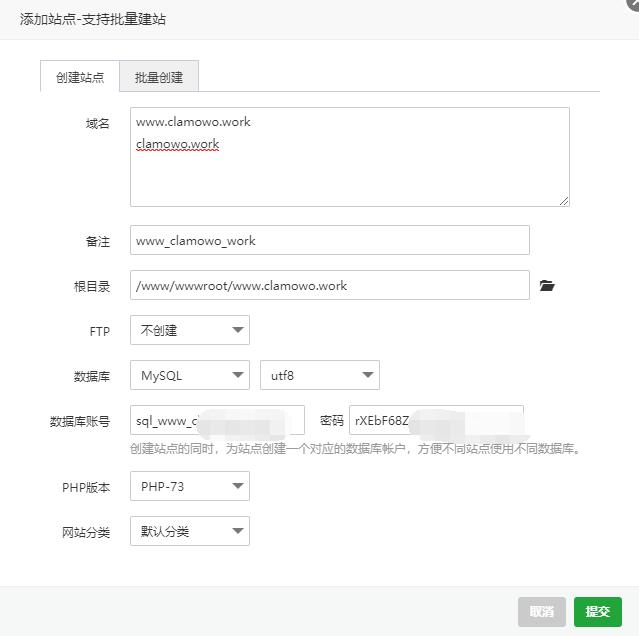 添加站点-支持批量建站
创建站点 批量创建
域名 www.clamowo.work
clamowo.work
备注 www_clamowo_work
根目录 /www/wwwroot/www.clamowo.work
FTP 不创建
数据库 MySQL utf8
数据库账号 sql_www_c 密码 rXEbF68Z
创建站点的同时，为站点创建一个对应的数据库帐户，方便不同站点使用不同数据库。
PHP版本 PHP-73
网站分类 默认分类
取消 提交